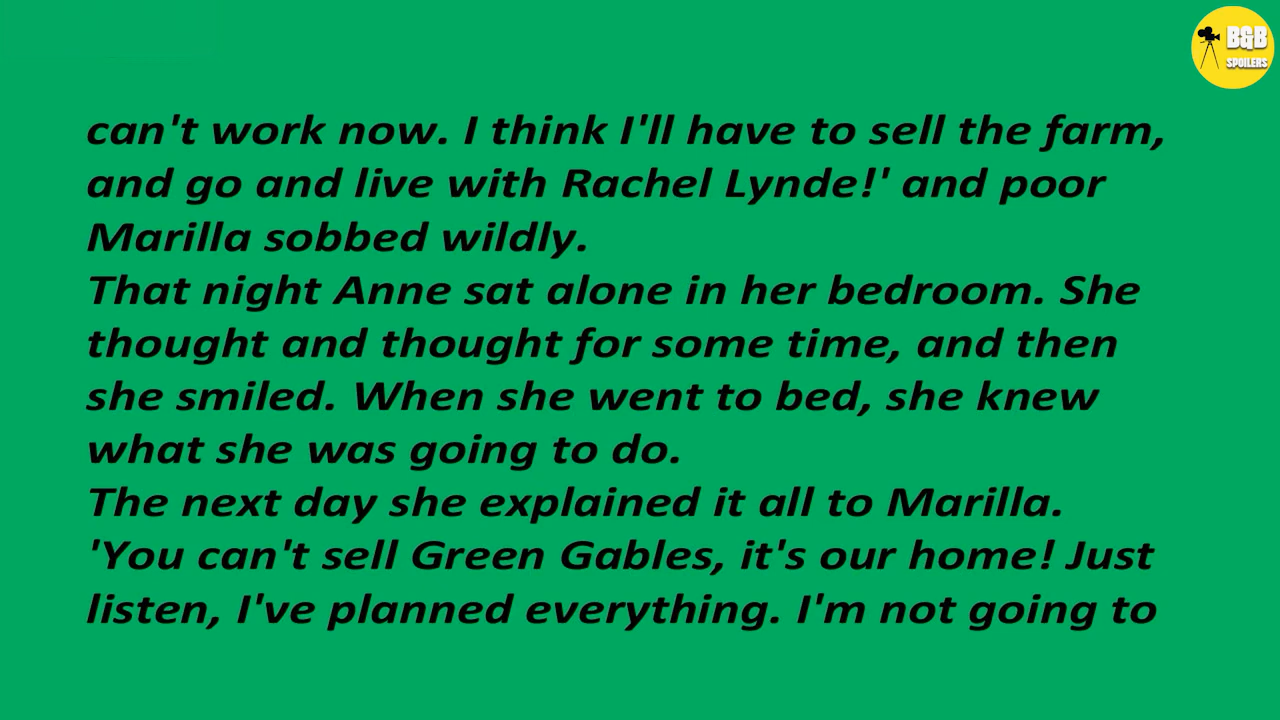 B&B
SPOILERS
can't work now. I think I'll have to sell the farm,
and go and live with Rachel Lynde!' and poor
Marilla sobbed wildly.
That night Anne sat alone in her bedroom. She
thought and thought for some time, and then
she smiled. When she went to bed, she knew
what she was going to do.
The next day she explained it all to Marilla.
'You can't sell Green Gables, it's our home! Just
listen, I've planned everything. I'm not going to